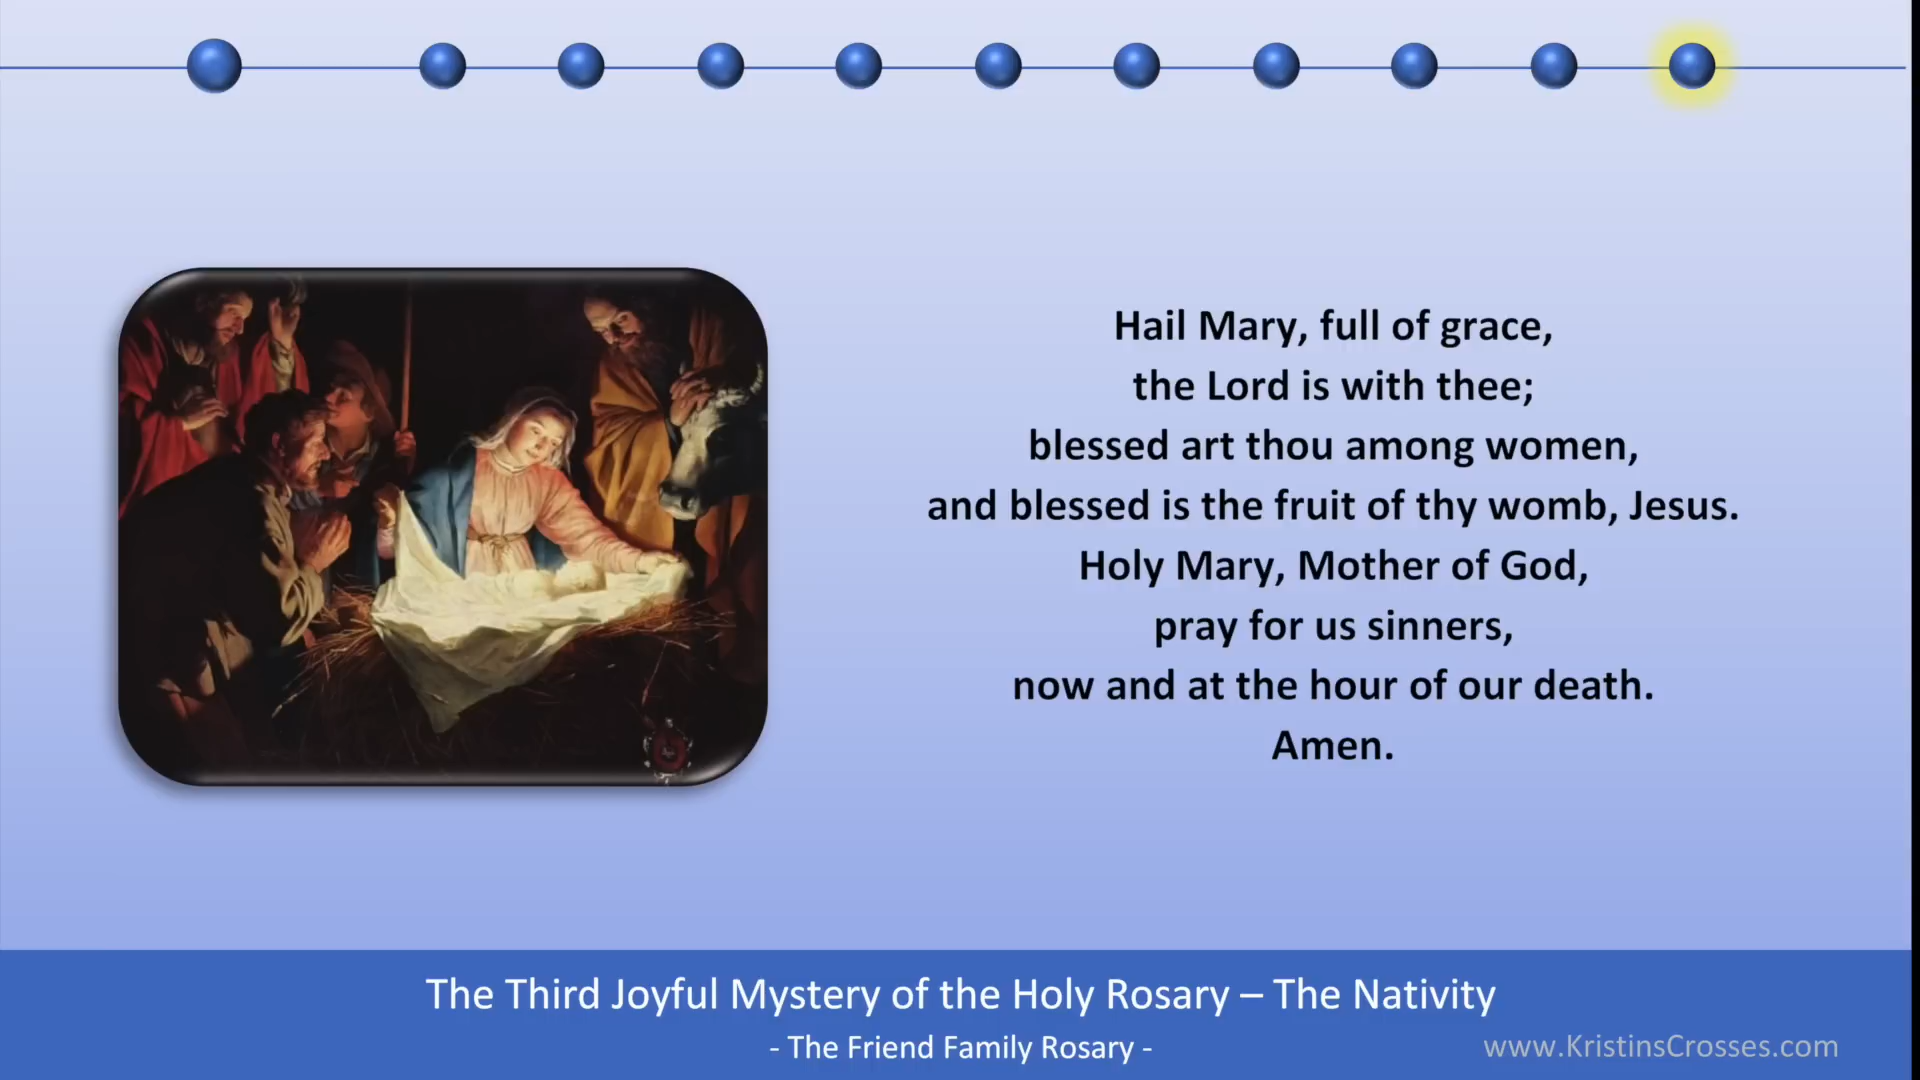 Hail Mary, full of grace,
the Lord is with thee;
blessed art thou among women,
and blessed is the fruit of thy womb, Jesus.
Holy Mary, Mother of God,
pray for us sinners,
now and at the hour of our death.
Amen.
The Third Joyful Mystery of the Holy Rosary – The Nativity
- The Friend Family Rosary -
www.KristinsCrosses.com